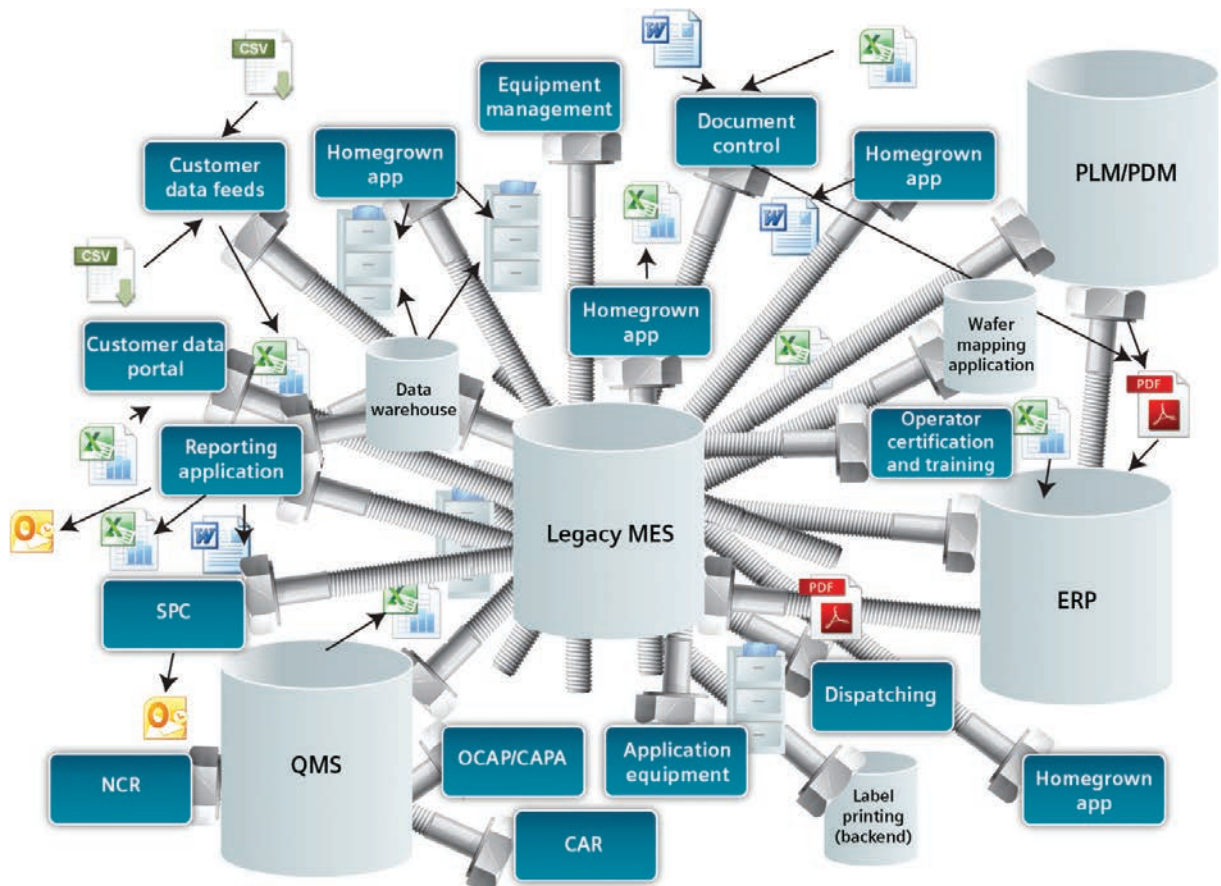 CSV
Equipment
management
Document
control
Customer
data feeds
Homegrown
app
Homegrown
app
PLM/PDM
CSV
Homegrown
app
Wafer
mapping
application
Customer data
portal
Data
warehouse
PDF
Reporting
application
Operator
certification
and training
Legacy MES
SPC
PDF
ERP
QMS
Dispatching
NCR
OCAP/CAPA
Application
equipment
Label
printing
(backend)
Homegrown
app
CAR